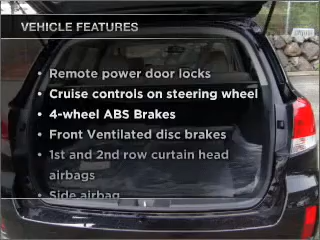 VEHICLE FEATURES
• Remote power door locks
• Cruise controls on steering wheel
• 4-wheel ABS Brakes
• Front Ventilated disc brakes
• 1st and 2nd row curtain head
airbags
• Side airbag